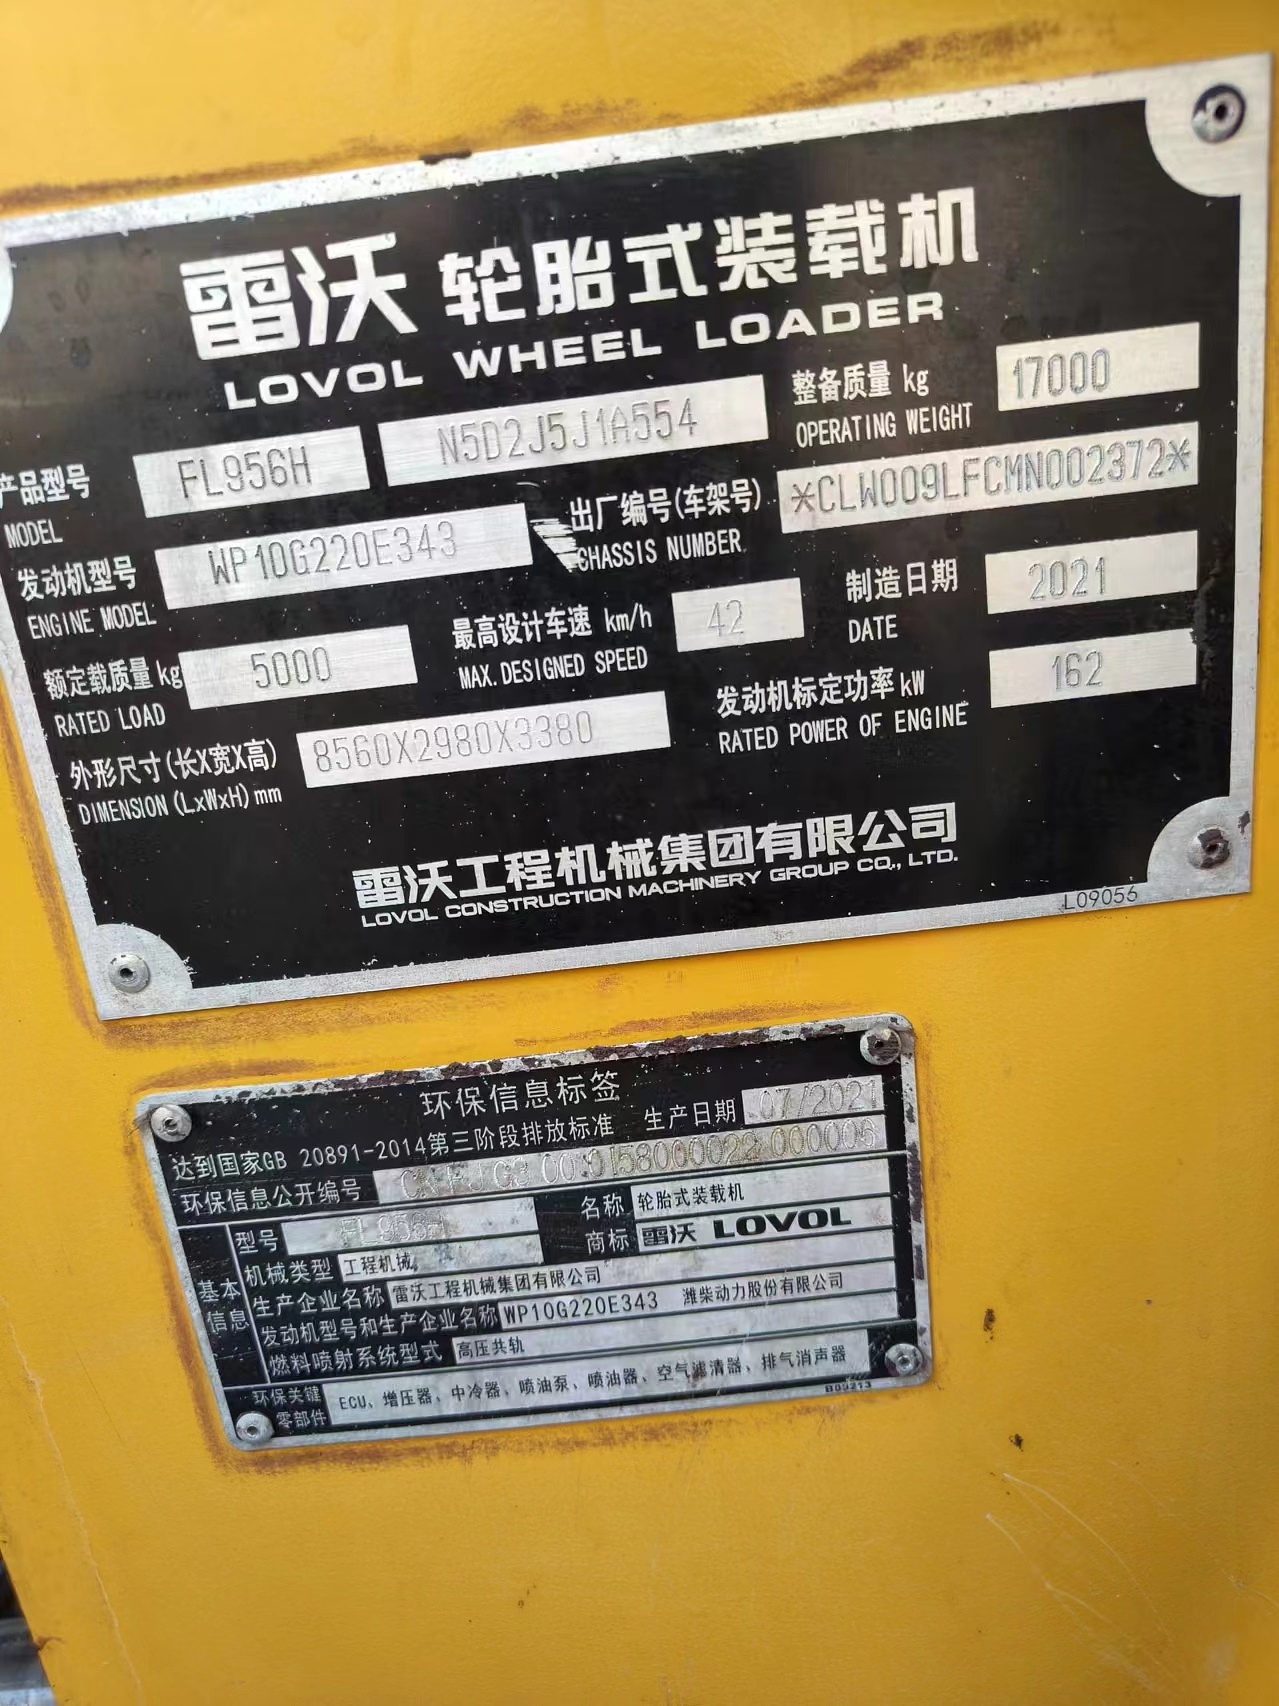 雷沃 轮胎式装载机
LOVOL WHEEL LOADER
产品型号 FL956H N5D2J5J1A554 整备质量 kg 17000
MODEL OPERATING WEIGHT
发动机型号 WP10G220E343 出厂编号(车架号) *CLW009LFCMN002372*
ENGINE MODEL CHASSIS NUMBER
额定载质量 kg 5000 最高设计车速 km/h 42 制造日期 2021
RATED LOAD MAX. DESIGNED SPEED DATE
外形尺寸(长X宽X高) 8560X2980X3380 发动机标定功率 kW 162
DIMENSION (LxWxH) mm RATED POWER OF ENGINE
雷沃工程机械集团有限公司
LOVOL CONSTRUCTION MACHINERY GROUP CO., LTD.
L09056
环保信息标签
达到国家GB 20891-2014第三阶段排放标准 生产日期 07/2021
环保信息公开编号
型号 FL956H 名称 轮胎式装载机
机械类型 工程机械 商标 雷沃 LOVOL
基本信息
生产企业名称 雷沃工程机械集团有限公司
发动机型号和生产企业名称 WP10G220E343 潍柴动力股份有限公司
燃料喷射系统型式 高压共轨
环保关键零部件 ECU、增压器、中冷器、喷油泵、喷油器、空气滤清器、排气消声器